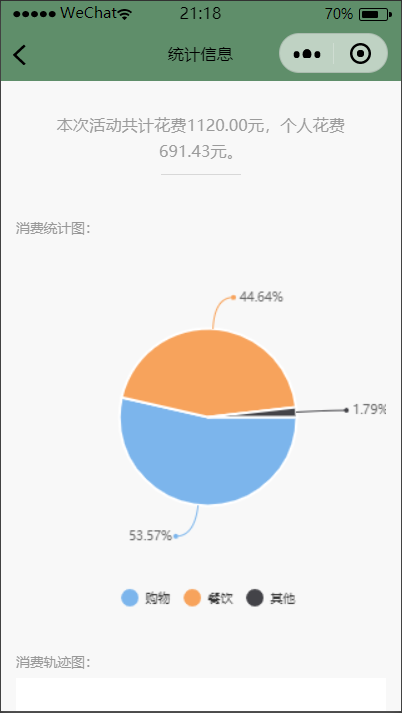 WeChat 21:18 70%
统计信息
本次活动共计花费1120.00元，个人花费
691.43元。
消费统计图：
44.64%
1.79%
53.57%
购物 餐饮 其他
消费轨迹图：